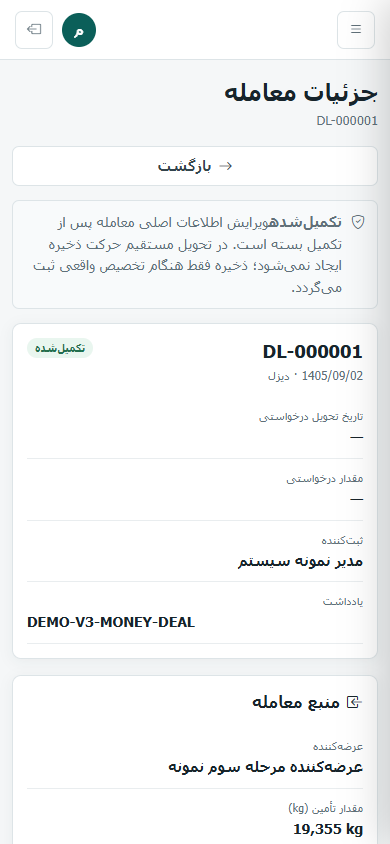 م
جزئیات معامله
DL-000001
بازگشت
تکمیل‌شدهویرایش اطلاعات اصلی معامله پس از
تکمیل بسته است. در تحویل مستقیم حرکت ذخیره
ایجاد نمی‌شود؛ ذخیره فقط هنگام تخصیص واقعی ثبت
می‌گردد.
DL-000001
تکمیل‌شده
1405/09/02 · دیزل
تاریخ تحویل درخواستی
—
مقدار درخواستی
—
ثبت‌کننده
مدیر نمونه سیستم
یادداشت
DEMO-V3-MONEY-DEAL
منبع معامله
عرضه‌کننده
عرضه‌کننده مرحله سوم نمونه
مقدار تأمین (kg)
19,355 kg